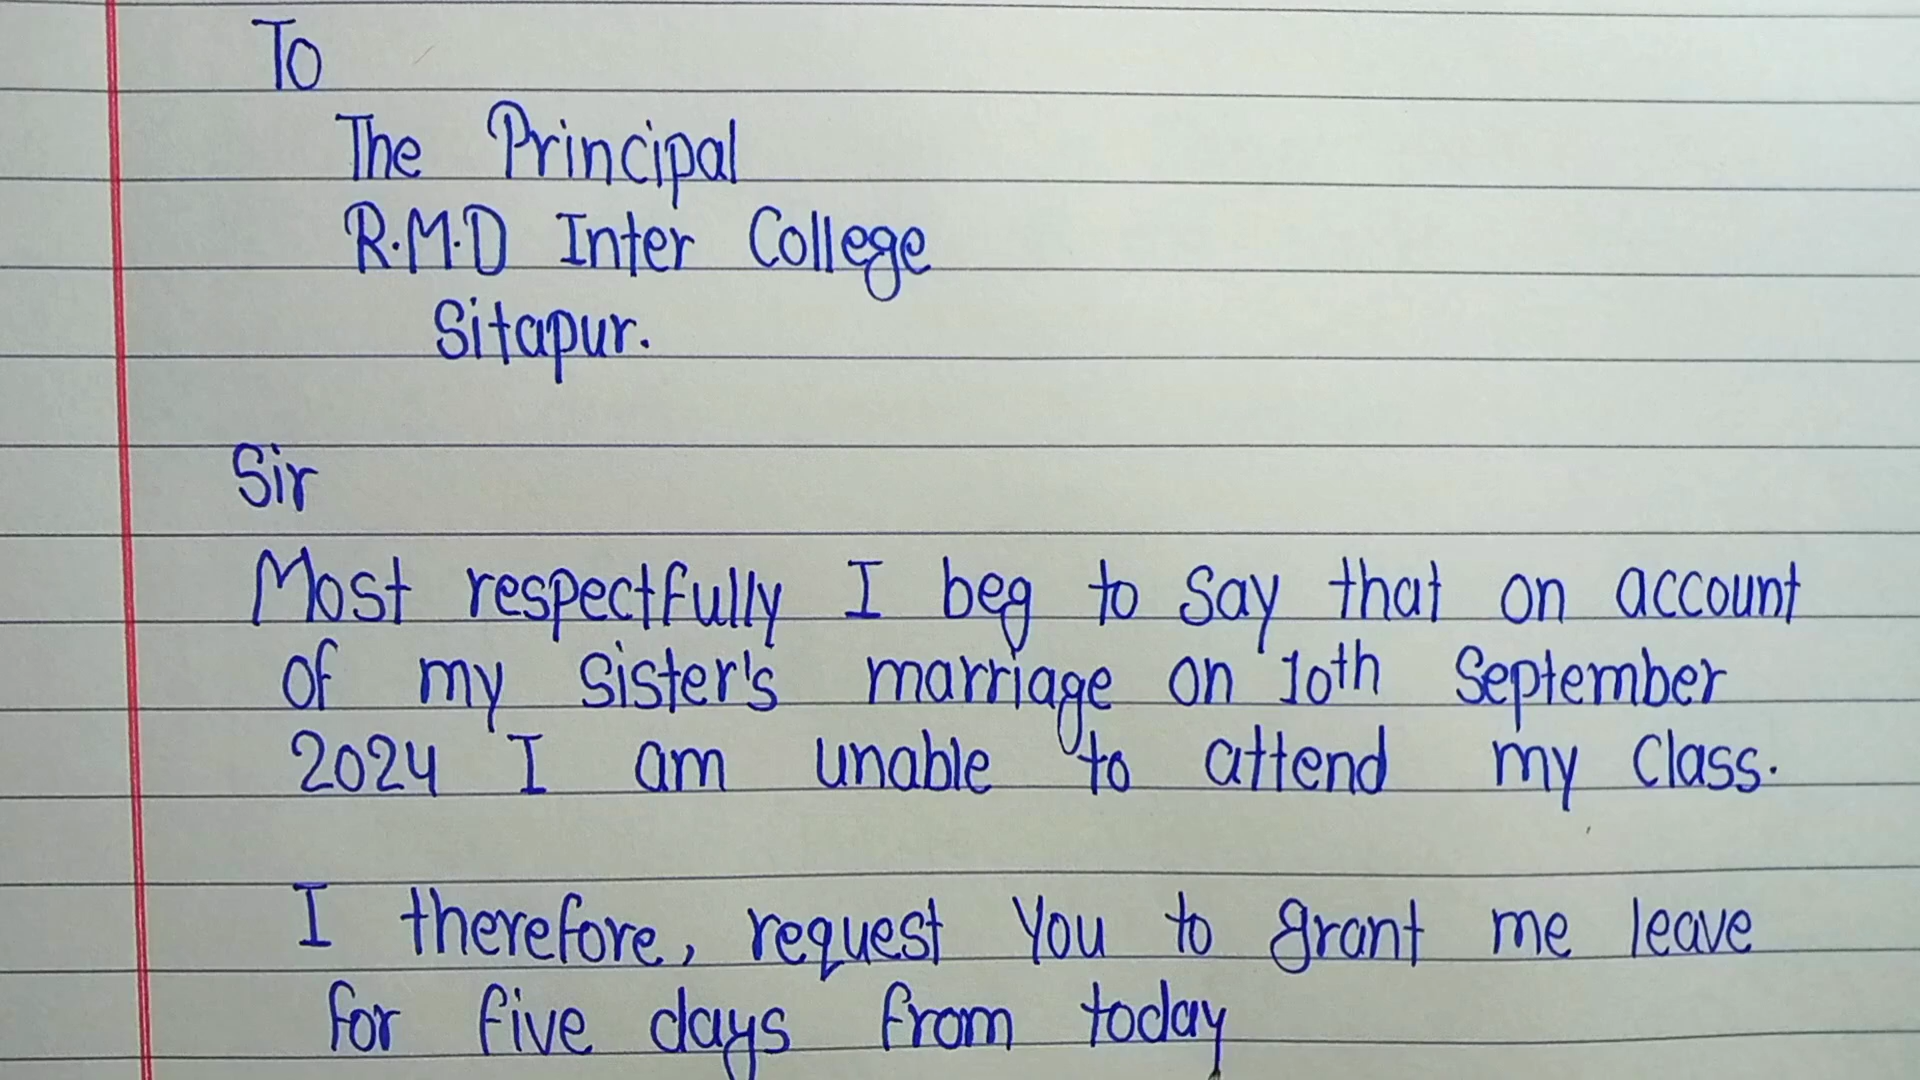 To
The Principal
R.M.D Inter College
Sitapur.
Sir
Most respectfully I beg to say that on account
of my sister's marriage on 10th September
2024 I am unable to attend my class.
I therefore, request you to grant me leave
for five days from today